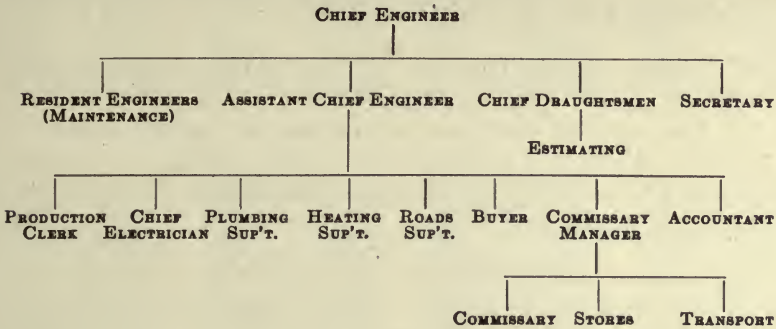 CHIEF ENGINEER
RESIDENT ENGINEERS ASSISTANT CHIEF ENGINEER CHIEF DRAUGHTSMEN SECRETARY
(MAINTENANCE)
ESTIMATING
PRODUCTION CHIEF PLUMBING HEATING ROADS BUYER COMMISSARY ACCOUNTANT
CLERK ELECTRICIAN SUP'T. SUP'T. SUP'T. MANAGER
COMMISSARY STORES TRANSPORT